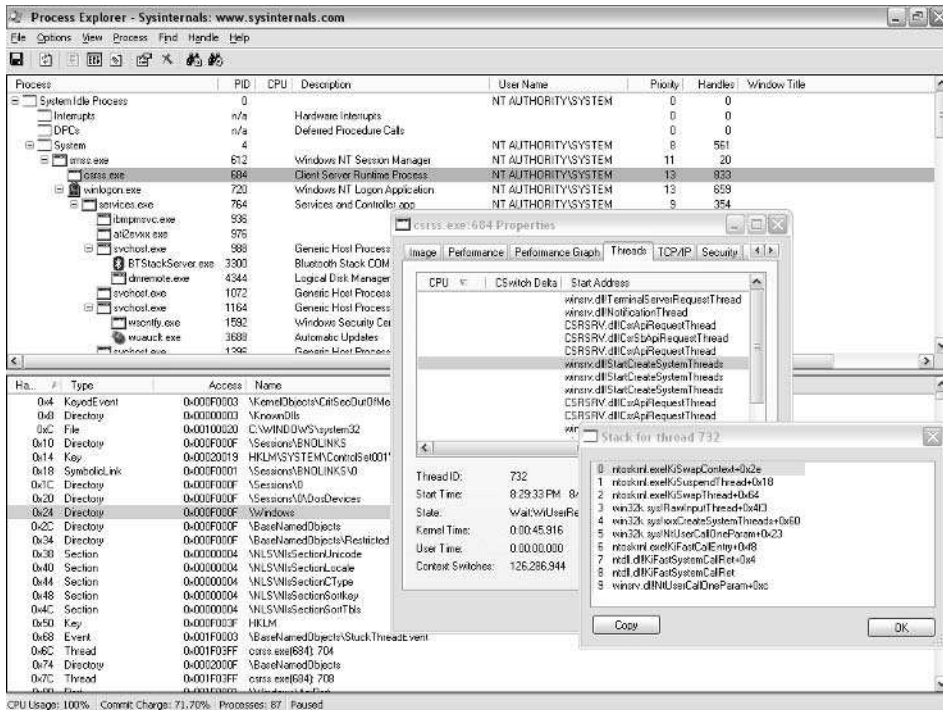 Process Explorer - Sysinternals: www.sysinternals.com
File Options View Process Find Handle Help
Process PID CPU Description User Name Priority Handles Window Title
System Idle Process 0 NT AUTHORITY\SYSTEM 0 0
Interrupts n/a Hardware Interrupts 0 0
DPCs n/a Deferred Procedure Calls 0 0
System 4 NT AUTHORITY\SYSTEM 8 561
smss.exe 612 Windows NT Session Manager NT AUTHORITY\SYSTEM 11 20
csrss.exe 684 Client Server Runtime Process NT AUTHORITY\SYSTEM 13 833
winlogon.exe 720 Windows NT Logon Application NT AUTHORITY\SYSTEM 13 659
services.exe 764 Services and Controller app NT AUTHORITY\SYSTEM 9 354
ibmpmsvc.exe 936
ati2evxx.exe 976
svchost.exe 988 Generic Host Process
BTStackServer.exe 3300 Bluetooth Stack COM
dmremote.exe 4344 Logical Disk Manager
svchost.exe 1072 Generic Host Process
svchost.exe 1164 Generic Host Process
wscntfy.exe 1592 Windows Security Cen
wuauclt.exe 3688 Automatic Updates
svchost.exe 1396 Generic Host Process
Ha... Type Access Name
0x4 KeyedEvent 0x000F0003 \KernelObjects\CritSecOutOfMe
0x8 Directory 0x00000003 \KnownDlls
0xC File 0x00100020 C:\WINDOWS\system32
0x10 Directory 0x000F000F \Sessions\BNOLINKS
0x14 Key 0x00020019 HKLM\SYSTEM\ControlSet001\
0x18 SymbolicLink 0x000F0001 \Sessions\BNOLINKS\0
0x1C Directory 0x000F000F \Sessions\0
0x20 Directory 0x000F000F \Sessions\0\DosDevices
0x24 Directory 0x000F000F \Windows
0x2C Directory 0x000F000F \BaseNamedObjects
0x34 Directory 0x000F000F \BaseNamedObjects\Restricted
0x38 Section 0x00000004 \NLS\NlsSectionUnicode
0x40 Section 0x00000004 \NLS\NlsSectionLocale
0x44 Section 0x00000004 \NLS\NlsSectionCType
0x48 Section 0x00000004 \NLS\NlsSectionSortkey
0x4C Section 0x00000004 \NLS\NlsSectionSortTbls
0x50 Key 0x000F003F HKLM
0x68 Event 0x001F0003 \BaseNamedObjects\StuckThreadEvent
0x6C Thread 0x001F03FF csrss.exe(684): 704
0x74 Directory 0x0002000F \BaseNamedObjects
0x7C Thread 0x001F03FF csrss.exe(684): 708
CPU Usage: 100% Commit Charge: 71.70% Processes: 87 Paused
csrss.exe:684 Properties
Image Performance Performance Graph Threads TCP/IP Security
CPU CSwitch Delta Start Address
winsrv.dll!TerminalServerRequestThread
winsrv.dll!NotificationThread
CSRSRV.dll!CsrApiRequestThread
CSRSRV.dll!CsrSbApiRequestThread
CSRSRV.dll!CsrApiRequestThread
winsrv.dll!StartCreateSystemThreads
winsrv.dll!StartCreateSystemThreads
winsrv.dll!StartCreateSystemThreads
CSRSRV.dll!CsrApiRequestThread
CSRSRV.dll!CsrApiRequestThread
Thread ID: 732
Start Time: 8:29:33 PM 8/
State: Wait:WrUserRe
Kernel Time: 0:00:45.916
User Time: 0:00:00.000
Context Switches: 126,286,944
Stack for thread 732
0 ntoskrnl.exe!KiSwapContext+0x2e
1 ntoskrnl.exe!KiSuspendThread+0x18
2 ntoskrnl.exe!KiSwapThread+0x64
3 win32k.sys!RawInputThread+0x4f3
4 win32k.sys!xxxCreateSystemThreads+0x60
5 win32k.sys!NtUserCallOneParam+0x23
6 ntoskrnl.exe!KiFastCallEntry+0xf8
7 ntdll.dll!KiFastSystemCallRet+0x4
8 ntdll.dll!KiFastSystemCallRet
9 winsrv.dll!NtUserCallOneParam+0xc
Copy OK